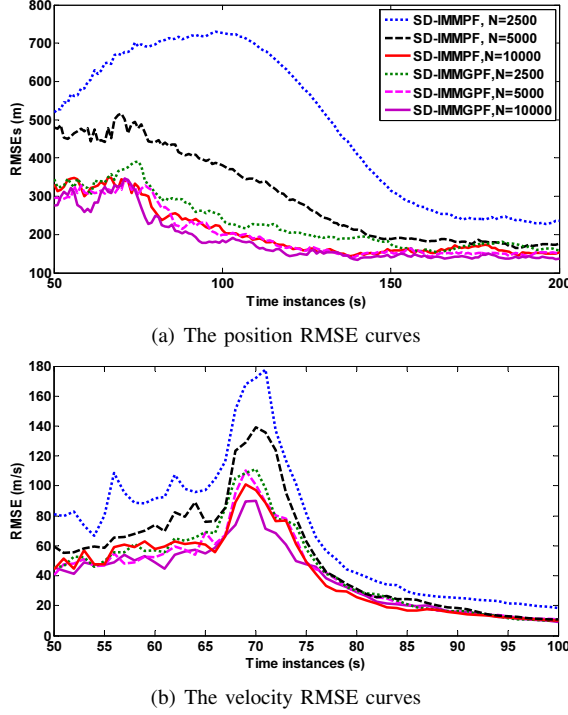 800
700
600
500
400
300
200
100
RMSEs (m)
SD-IMMPF, N=2500
SD-IMMPF, N=5000
SD-IMMPF,N=10000
SD-IMMGPF,N=2500
SD-IMMGPF,N=5000
SD-IMMGPF,N=10000
50 100 150 200
Time instances (s)
(a) The position RMSE curves
180
160
140
120
100
80
60
40
20
0
RMSE (m/s)
50 55 60 65 70 75 80 85 90 95 100
Time instances (s)
(b) The velocity RMSE curves